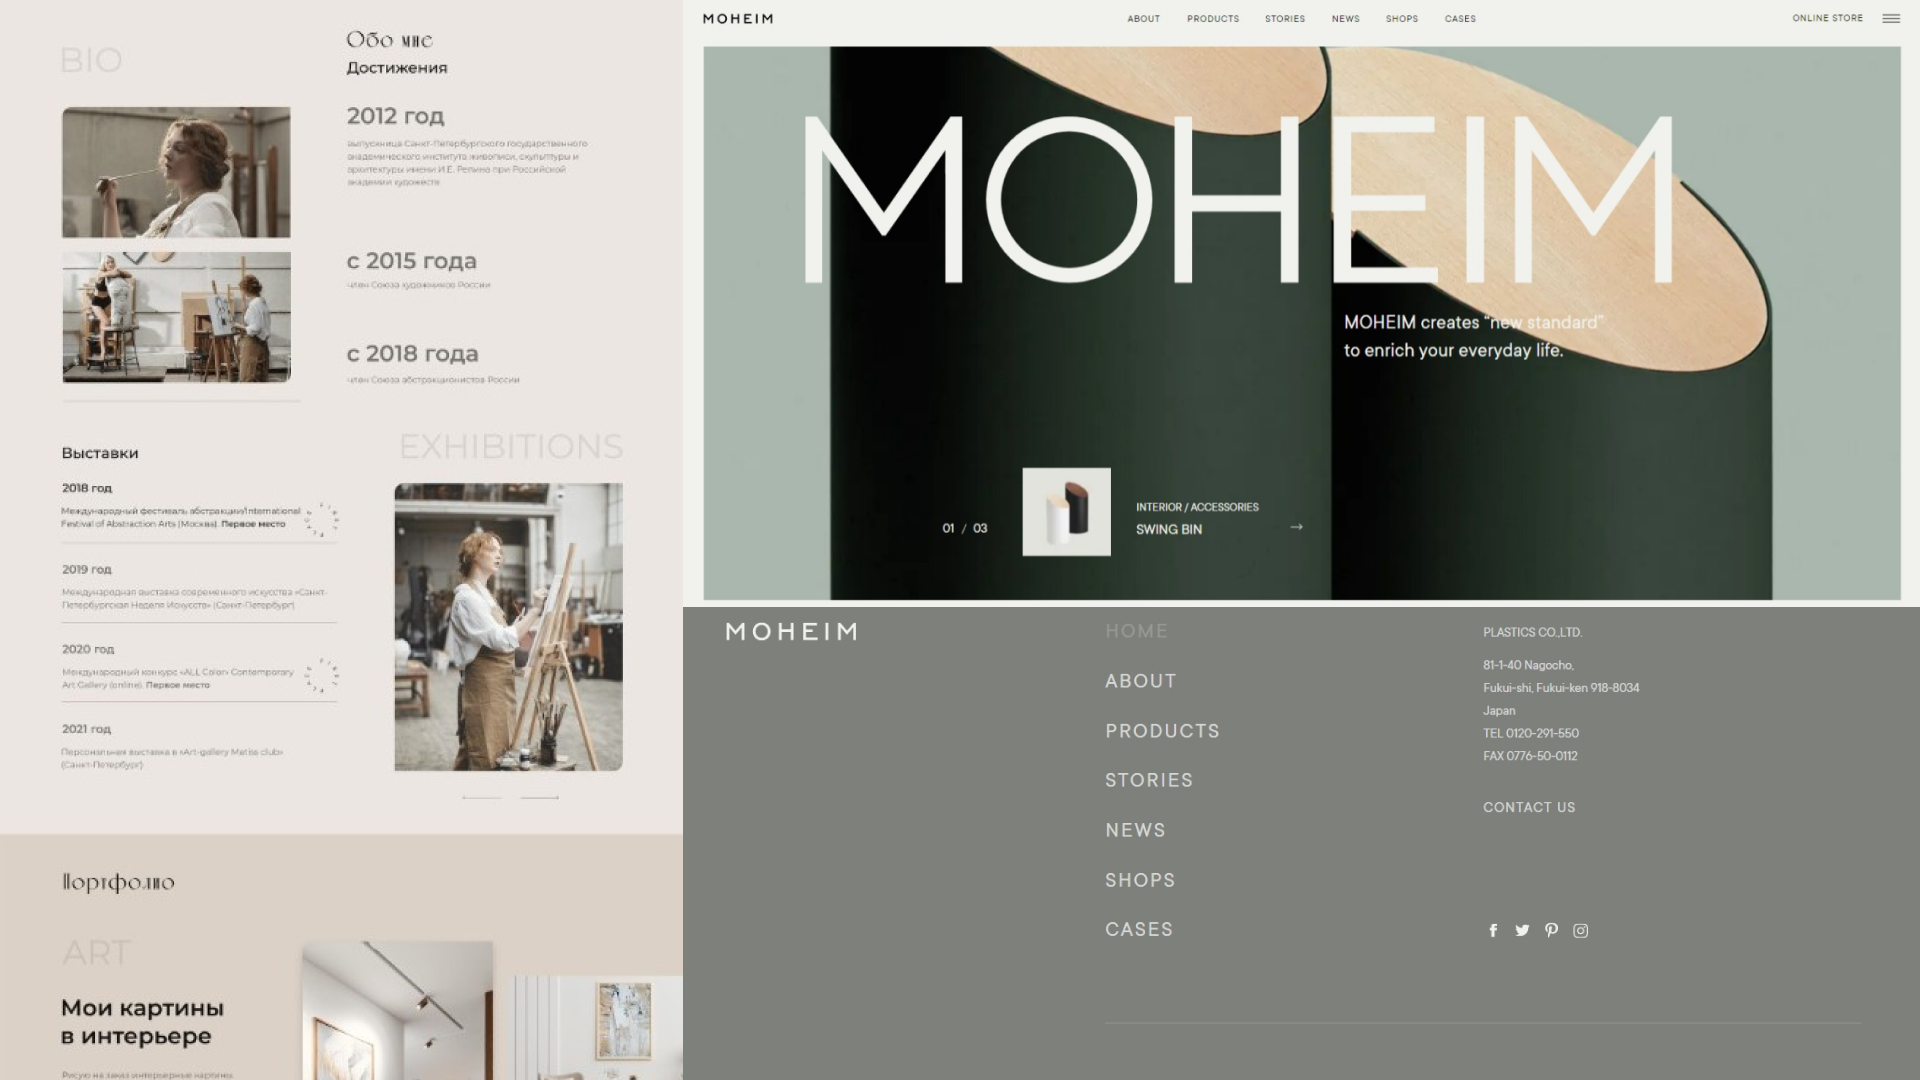 BIO
Обо мне
Достижения
2012 год
выпускница Санкт-Петербургского государственного
академического института живописи, скульптуры и
архитектуры имени И.Е. Репина при Российской
академии художеств
с 2015 года
член Союза художников России
с 2018 года
член Союза абстракционистов России
Выставки
EXHIBITIONS
2018 год
Международный фестиваль абстракции/International
Festival of Abstraction Arts (Москва). Первое место
2019 год
Международная выставка современного искусства «Санкт-
Петербургская Неделя Искусств» (Санкт-Петербург)
2020 год
Международный конкурс «ALL Color» Contemporary
Art Gallery (online). Первое место
2021 год
Персональная выставка в «Art-gallery Matiss club»
(Санкт-Петербург)
Портфолио
ART
Мои картины
в интерьере
Рисую на заказ интерьерные картины
MOHEIM
ABOUT PRODUCTS STORIES NEWS SHOPS CASES
ONLINE STORE
MOHEIM
MOHEIM creates “new standard”
to enrich your everyday life.
01 / 03
INTERIOR / ACCESSORIES
SWING BIN
MOHEIM
HOME
ABOUT
PRODUCTS
STORIES
NEWS
SHOPS
CASES
PLASTICS CO.,LTD.
81-1-40 Nagocho,
Fukui-shi, Fukui-ken 918-8034
Japan
TEL 0120-291-550
FAX 0776-50-0112
CONTACT US